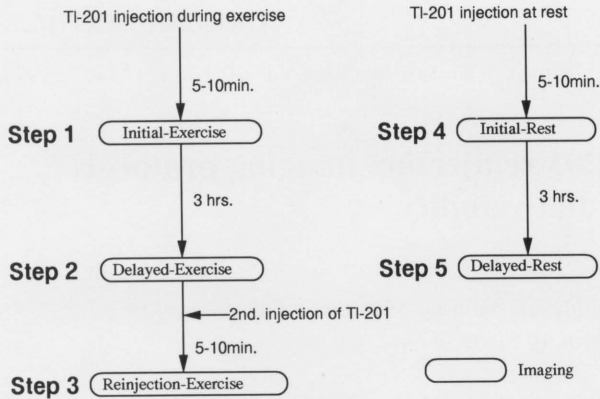 Tl-201 injection during exercise
5-10min.
Step 1 Initial-Exercise
3 hrs.
Step 2 Delayed-Exercise
2nd. injection of Tl-201
5-10min.
Step 3 Reinjection-Exercise
Tl-201 injection at rest
5-10min.
Step 4 Initial-Rest
3 hrs.
Step 5 Delayed-Rest
Imaging